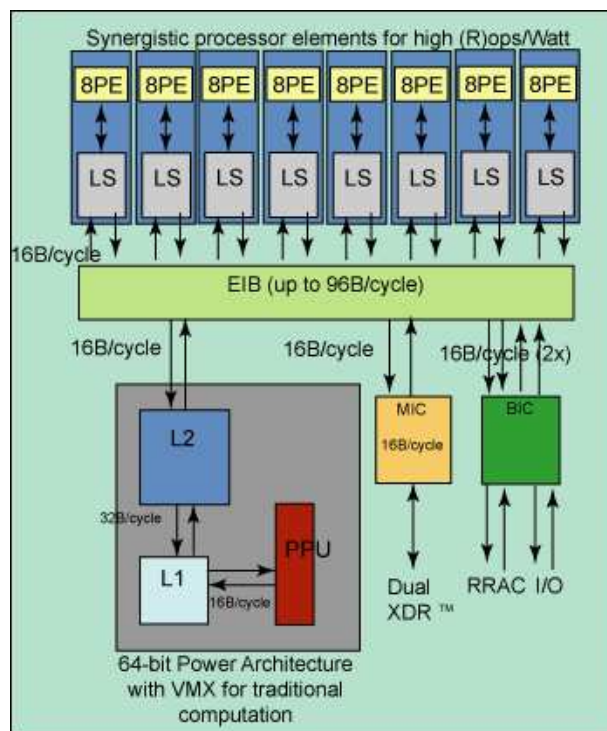 Synergistic processor elements for high (R)ops/Watt
8PE 8PE 8PE 8PE 8PE 8PE 8PE 8PE
LS LS LS LS LS LS LS LS
16B/cycle
EIB (up to 96B/cycle)
16B/cycle 16B/cycle 16B/cycle (2x)
L2 MIC BIC
16B/cycle
32B/cycle
PPU
L1
16B/cycle
Dual RRAC I/O
XDR ™
64-bit Power Architecture
with VMX for traditional
computation